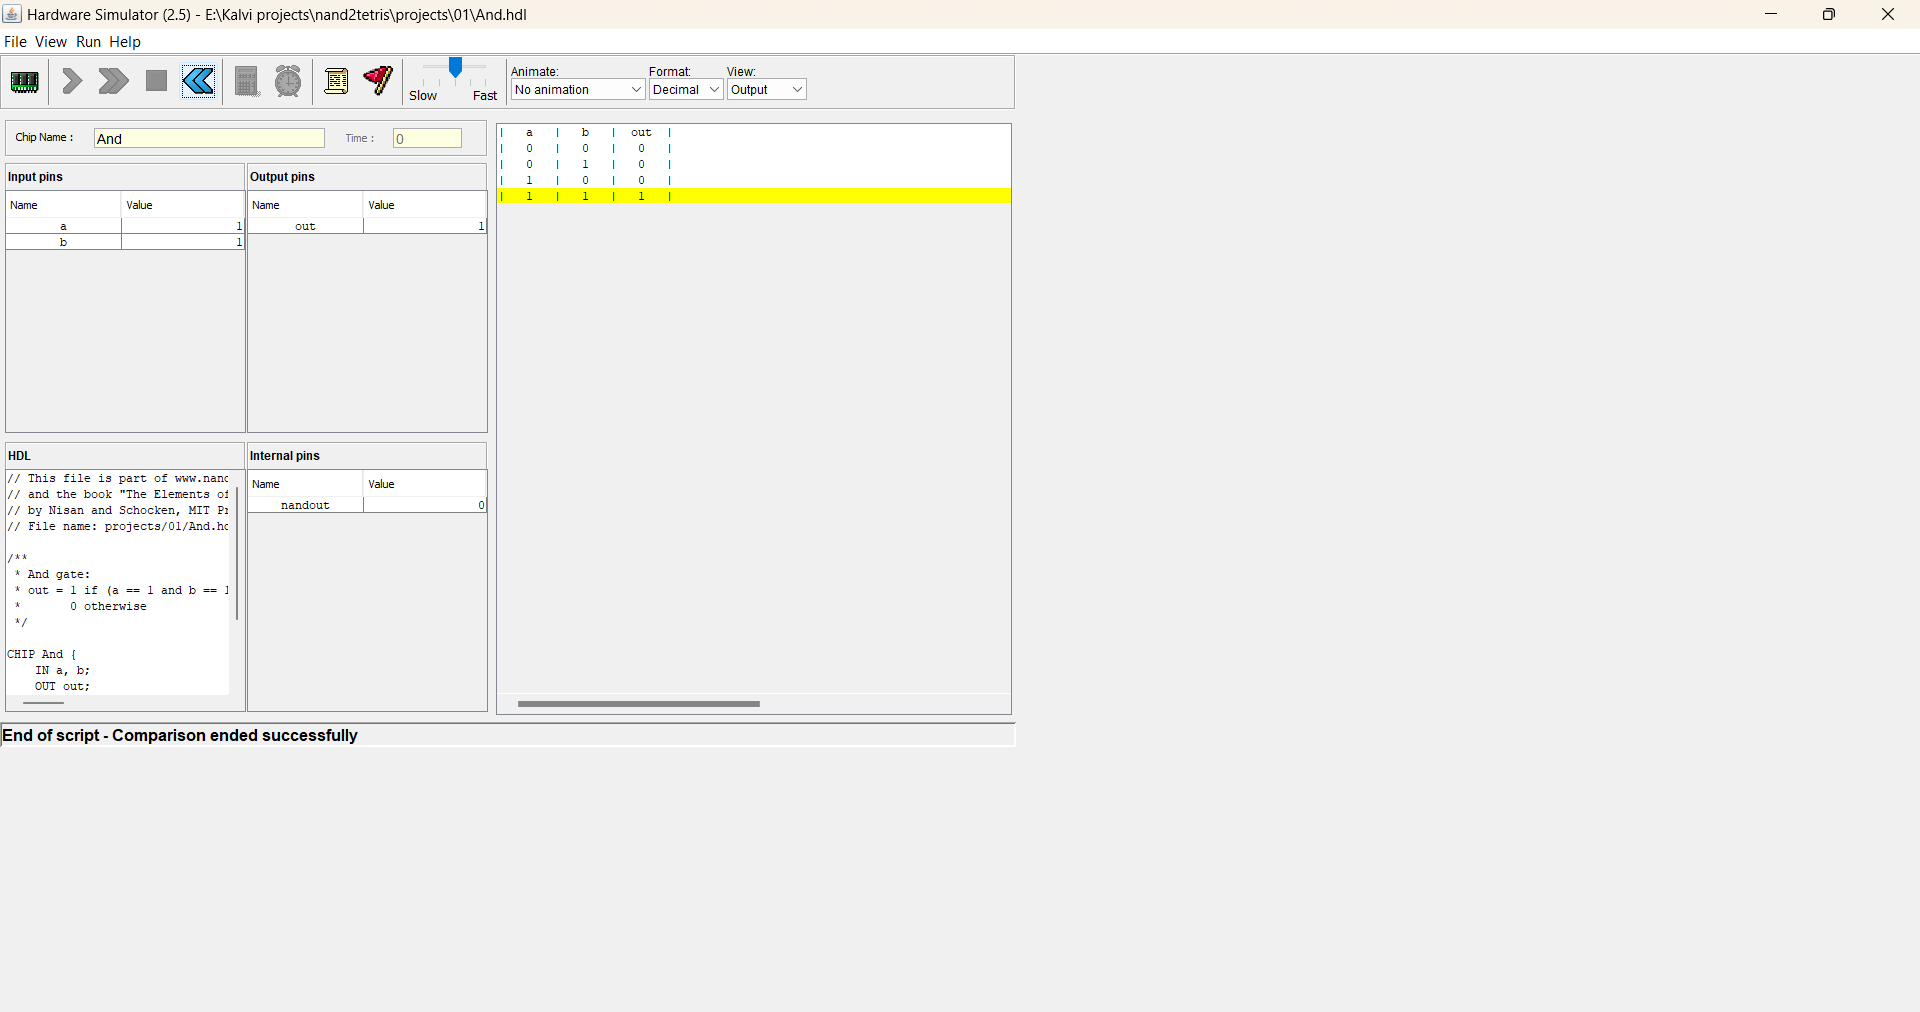 Hardware Simulator (2.5) - E:\Kalvi projects\nand2tetris\projects\01\And.hdl
File View Run Help
Slow Fast
Animate: Format: View:
No animation Decimal Output
Chip Name : And Time : 0
Input pins Output pins
Name Value Name Value
a 1 out 1
b 1
| a | b | out |
| 0 | 0 | 0 |
| 0 | 1 | 0 |
| 1 | 0 | 0 |
| 1 | 1 | 1 |
HDL
// This file is part of www.nand
// and the book "The Elements of
// by Nisan and Schocken, MIT Pr
// File name: projects/01/And.hd
/**
* And gate:
* out = 1 if (a == 1 and b == 1
* 0 otherwise
*/
CHIP And {
IN a, b;
OUT out;
Internal pins
Name Value
nandout 0
End of script - Comparison ended successfully